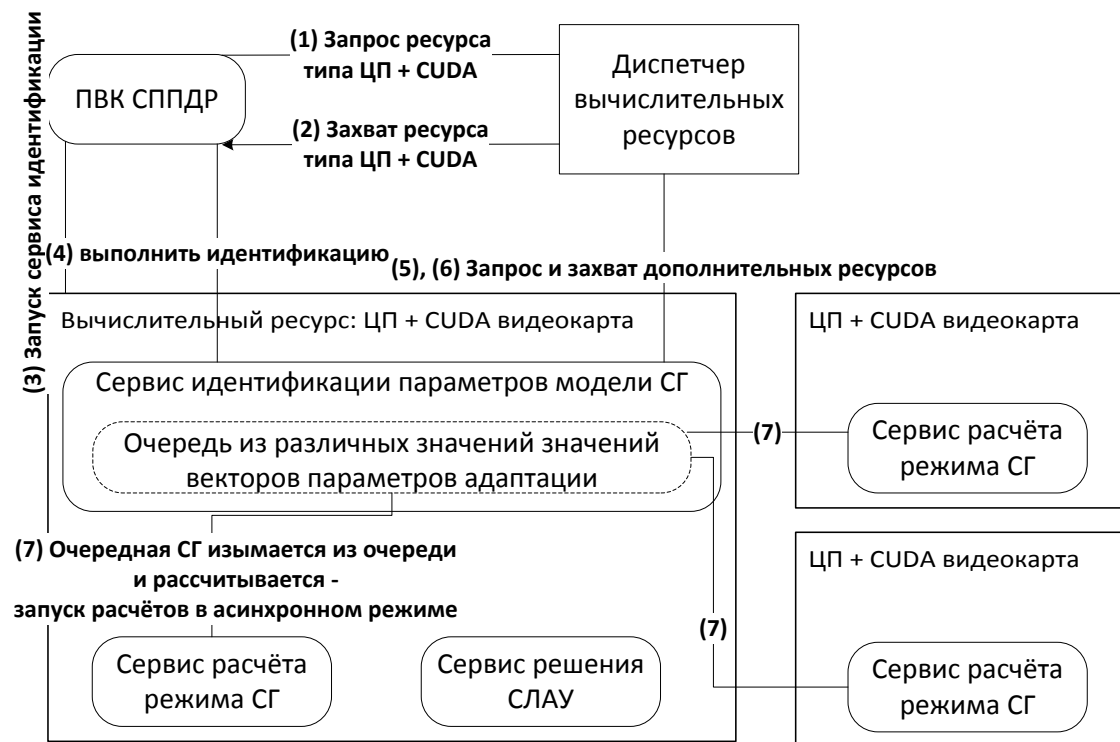 (3) Запуск сервиса идентификации
(1) Запрос ресурса
типа ЦП + CUDA
ПВК СППДР
Диспетчер
вычислительных
ресурсов
(2) Захват ресурса
типа ЦП + CUDA
(4) выполнить идентификацию
(5), (6) Запрос и захват дополнительных ресурсов
Вычислительный ресурс: ЦП + CUDA видеокарта
ЦП + CUDA видеокарта
Сервис идентификации параметров модели СГ
Очередь из различных значений значений
векторов параметров адаптации
(7)
Сервис расчёта
режима СГ
(7) Очередная СГ изымается из очереди
и рассчитывается -
запуск расчётов в асинхронном режиме
ЦП + CUDA видеокарта
(7)
Сервис расчёта
режима СГ
Сервис решения
СЛАУ
Сервис расчёта
режима СГ